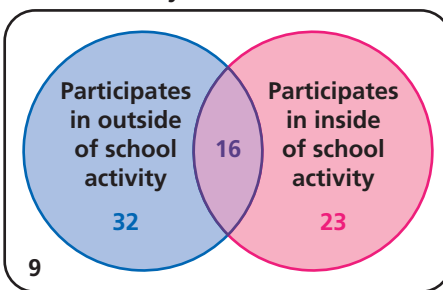 Participates
in outside
of school
activity
32
16
Participates
in inside
of school
activity
23
9